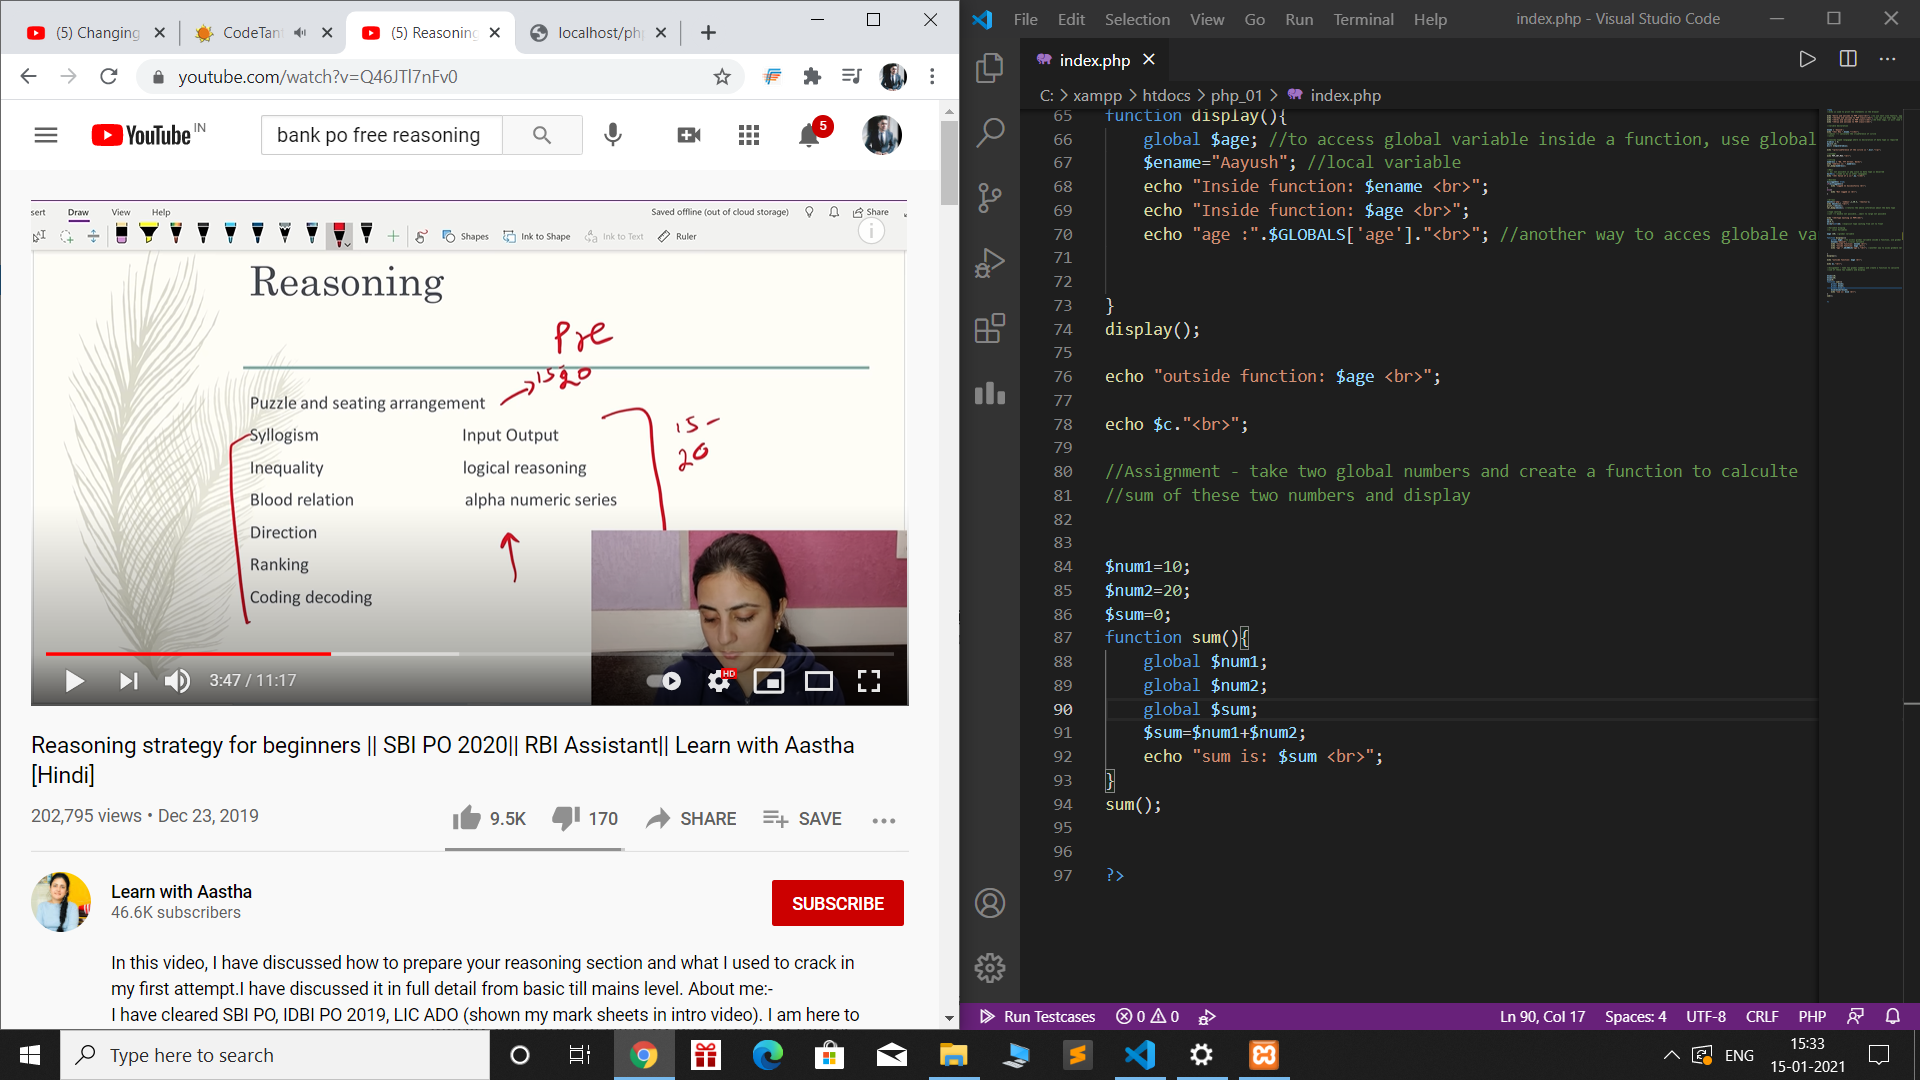 (5) Changing
CodeTan
(5) Reasoning
localhost/ph
youtube.com/watch?v=Q46JTl7nFv0
YouTube IN
bank po free reasoning
5
Draw View Help
Saved offline (out of cloud storage) Share
Shapes Ink to Shape Ink to Text Ruler
Reasoning
Pre
15-20
Puzzle and seating arrangement
Syllogism Input Output
Inequality logical reasoning
Blood relation alpha numeric series
Direction
Ranking
Coding decoding
15-
20
HD
3:47 / 11:17
Reasoning strategy for beginners || SBI PO 2020|| RBI Assistant|| Learn with Aastha
[Hindi]
202,795 views • Dec 23, 2019
9.5K 170 SHARE SAVE
Learn with Aastha
46.6K subscribers
SUBSCRIBE
In this video, I have discussed how to prepare your reasoning section and what I used to crack in
my first attempt.I have discussed it in full detail from basic till mains level. About me:-
I have cleared SBI PO, IDBI PO 2019, LIC ADO (shown my mark sheets in intro video). I am here to
File Edit Selection View Go Run Terminal Help
index.php - Visual Studio Code
index.php
C: > xampp > htdocs > php_01 > index.php
65 function display(){
66 global $age; //to access global variable inside a function, use global
67 $ename="Aayush"; //local variable
68 echo "Inside function: $ename <br>";
69 echo "Inside function: $age <br>";
70 echo "age :".$GLOBALS['age']."<br>"; //another way to acces globale va
71
72
73 }
74 display();
75
76 echo "outside function: $age <br>";
77
78 echo $c."<br>";
79
80 //Assignment - take two global numbers and create a function to calculte
81 //sum of these two numbers and display
82
83
84 $num1=10;
85 $num2=20;
86 $sum=0;
87 function sum(){
88 global $num1;
89 global $num2;
90 global $sum;
91 $sum=$num1+$num2;
92 echo "sum is: $sum <br>";
93 }
94 sum();
95
96
97 ?>
Run Testcases 0 0
Ln 90, Col 17 Spaces: 4 UTF-8 CRLF PHP
Type here to search
ENG
15:33
15-01-2021